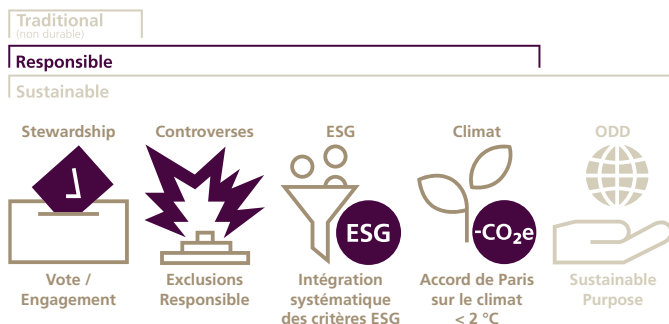 Traditional
(non durable)
Responsible
Sustainable
Stewardship
Controverses
ESG
Climat
ODD
ESG
-CO₂e
Vote /
Engagement
Exclusions
Responsible
Intégration
systématique
des critères ESG
Accord de Paris
sur le climat
< 2 °C
Sustainable
Purpose